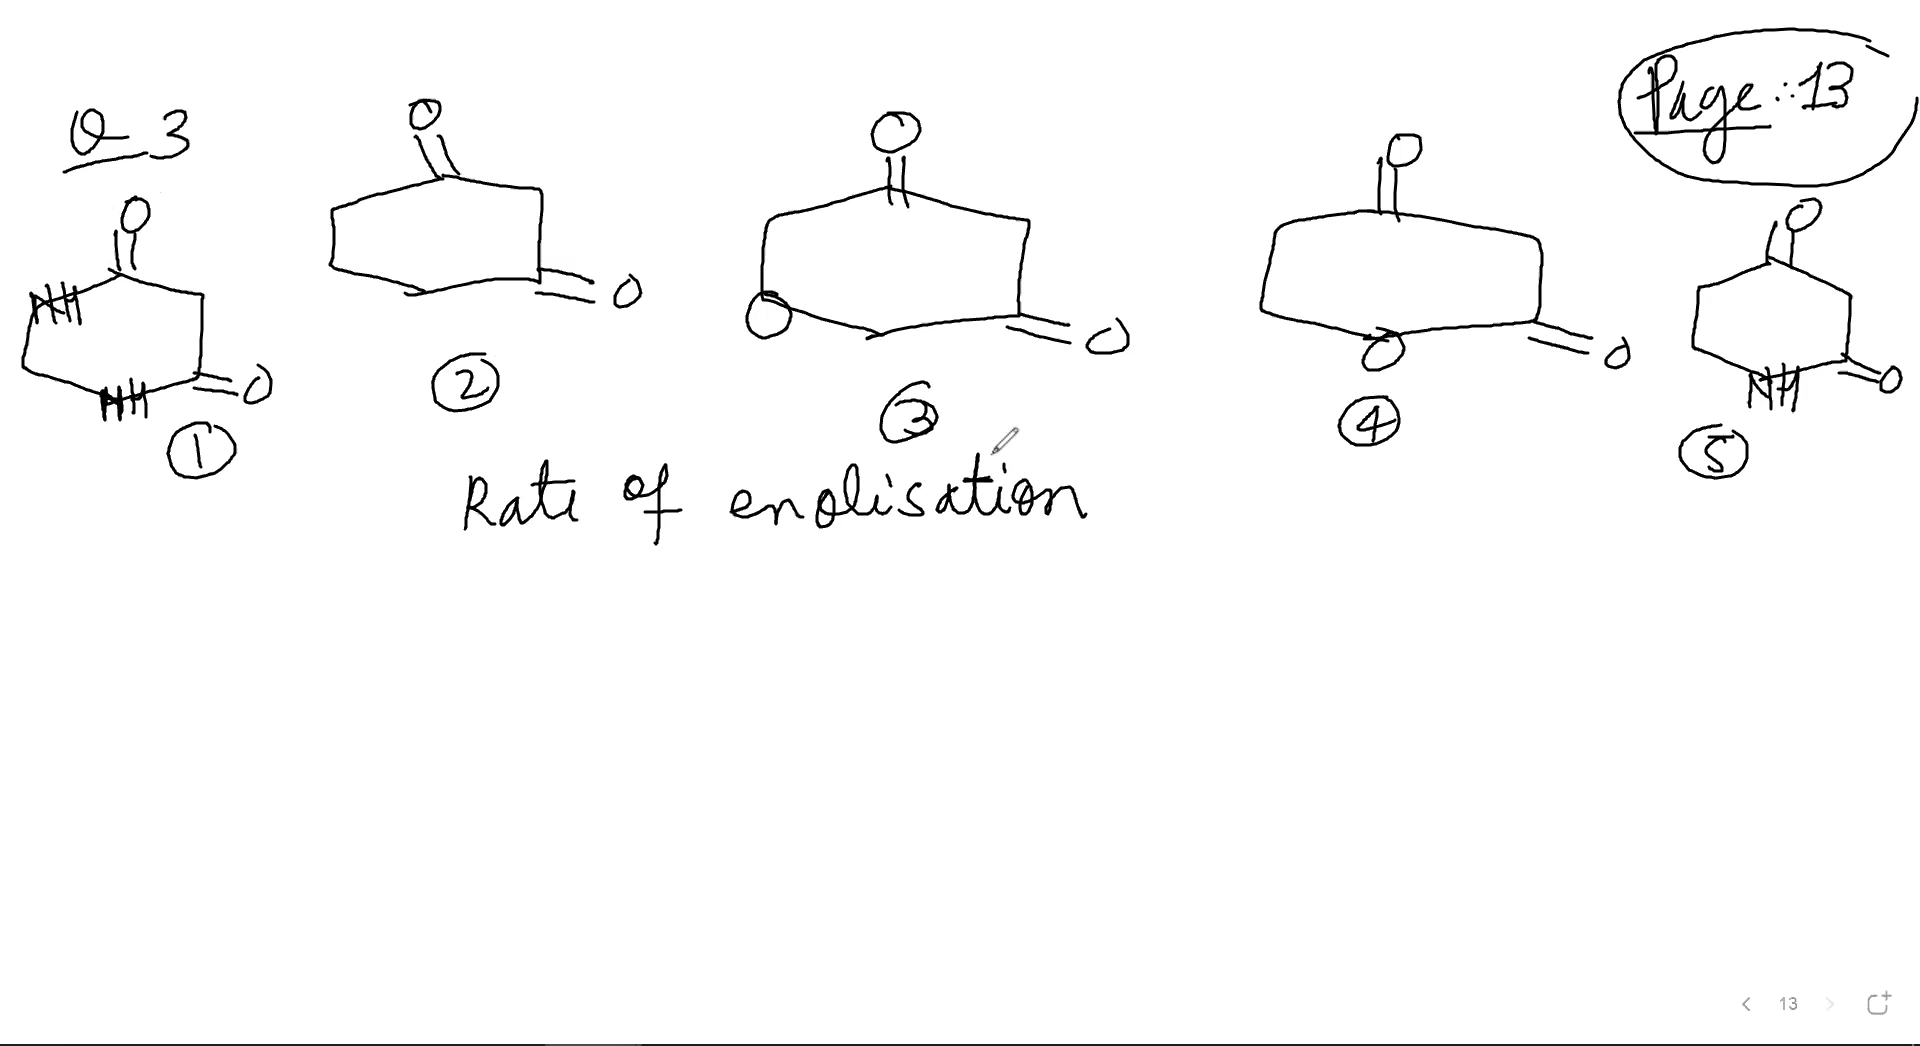 Q-3
Page :- 13
O
O
O
O
O
NH
O
O
O
O
NH
O
O
NH
O
①
②
③
④
⑤
Rate of enolisation
13